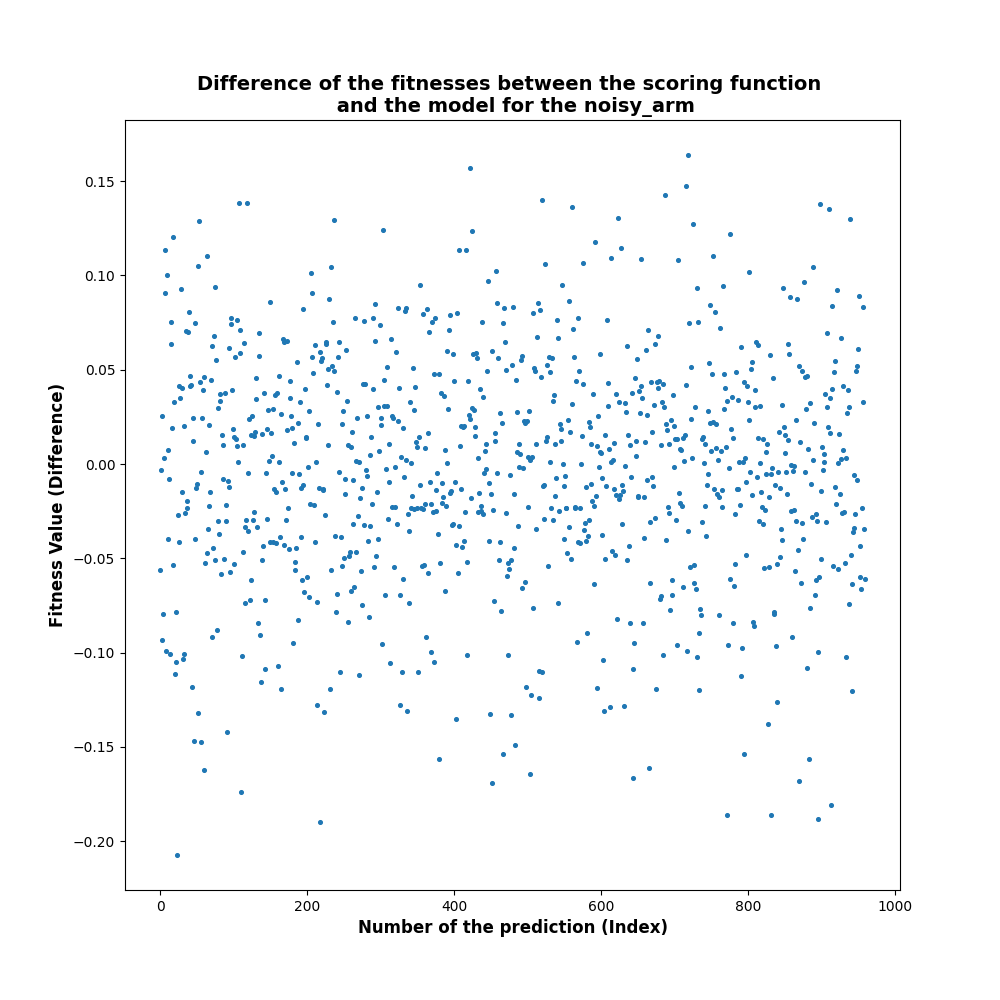 Difference of the fitnesses between the scoring function
and the model for the noisy_arm
Fitness Value (Difference)
0.15
0.10
0.05
0.00
−0.05
−0.10
−0.15
−0.20
0 200 400 600 800 1000
Number of the prediction (Index)